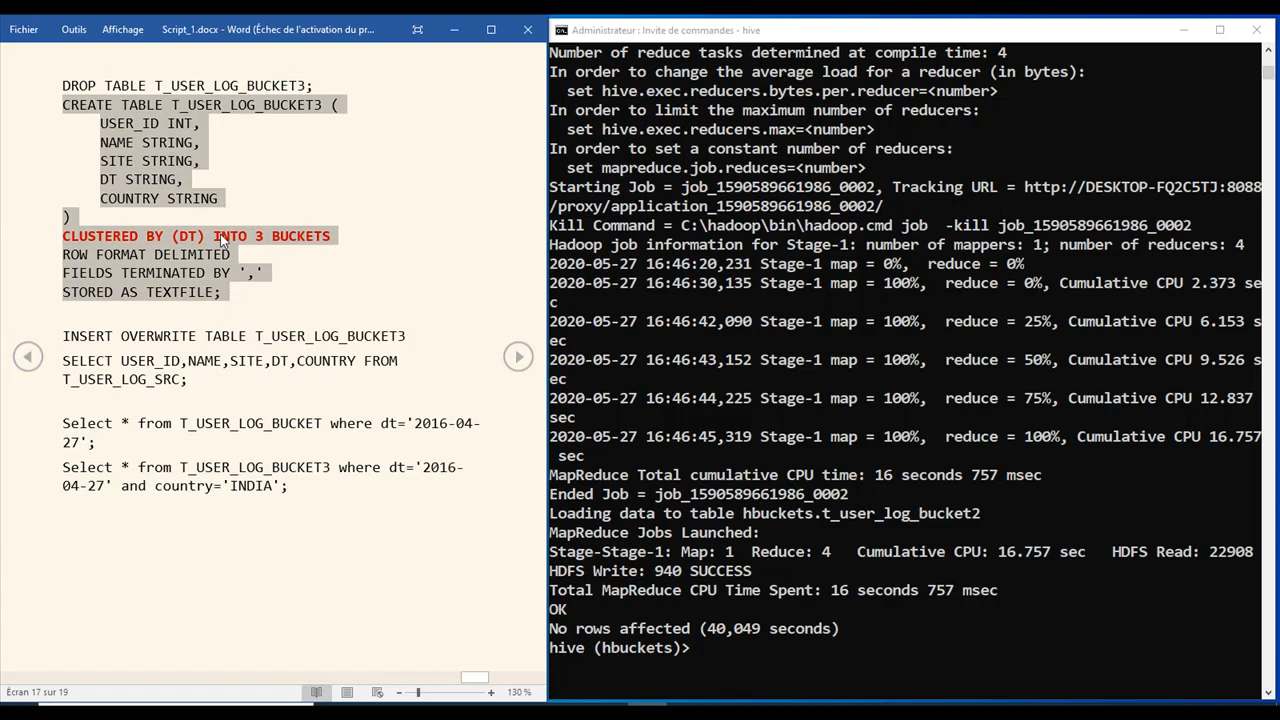 Fichier Outils Affichage Script_1.docx - Word (Échec de l'activation du pr...
DROP TABLE T_USER_LOG_BUCKET3;
CREATE TABLE T_USER_LOG_BUCKET3 (
USER_ID INT,
NAME STRING,
SITE STRING,
DT STRING,
COUNTRY STRING
)
CLUSTERED BY (DT) INTO 3 BUCKETS
ROW FORMAT DELIMITED
FIELDS TERMINATED BY ','
STORED AS TEXTFILE;
INSERT OVERWRITE TABLE T_USER_LOG_BUCKET3
SELECT USER_ID,NAME,SITE,DT,COUNTRY FROM
T_USER_LOG_SRC;
Select * from T_USER_LOG_BUCKET where dt='2016-04-
27';
Select * from T_USER_LOG_BUCKET3 where dt='2016-
04-27' and country='INDIA';
Écran 17 sur 19
130 %
Administrateur : Invite de commandes - hive
Number of reduce tasks determined at compile time: 4
In order to change the average load for a reducer (in bytes):
set hive.exec.reducers.bytes.per.reducer=<number>
In order to limit the maximum number of reducers:
set hive.exec.reducers.max=<number>
In order to set a constant number of reducers:
set mapreduce.job.reduces=<number>
Starting Job = job_1590589661986_0002, Tracking URL = http://DESKTOP-FQ2C5TJ:8088
/proxy/application_1590589661986_0002/
Kill Command = C:\hadoop\bin\hadoop.cmd job  -kill job_1590589661986_0002
Hadoop job information for Stage-1: number of mappers: 1; number of reducers: 4
2020-05-27 16:46:20,231 Stage-1 map = 0%,  reduce = 0%
2020-05-27 16:46:30,135 Stage-1 map = 100%,  reduce = 0%, Cumulative CPU 2.373 se
c
2020-05-27 16:46:42,090 Stage-1 map = 100%,  reduce = 25%, Cumulative CPU 6.153 s
ec
2020-05-27 16:46:43,152 Stage-1 map = 100%,  reduce = 50%, Cumulative CPU 9.526 s
ec
2020-05-27 16:46:44,225 Stage-1 map = 100%,  reduce = 75%, Cumulative CPU 12.837
sec
2020-05-27 16:46:45,319 Stage-1 map = 100%,  reduce = 100%, Cumulative CPU 16.757
sec
MapReduce Total cumulative CPU time: 16 seconds 757 msec
Ended Job = job_1590589661986_0002
Loading data to table hbuckets.t_user_log_bucket2
MapReduce Jobs Launched:
Stage-Stage-1: Map: 1  Reduce: 4   Cumulative CPU: 16.757 sec   HDFS Read: 22908
HDFS Write: 940 SUCCESS
Total MapReduce CPU Time Spent: 16 seconds 757 msec
OK
No rows affected (40,049 seconds)
hive (hbuckets)>